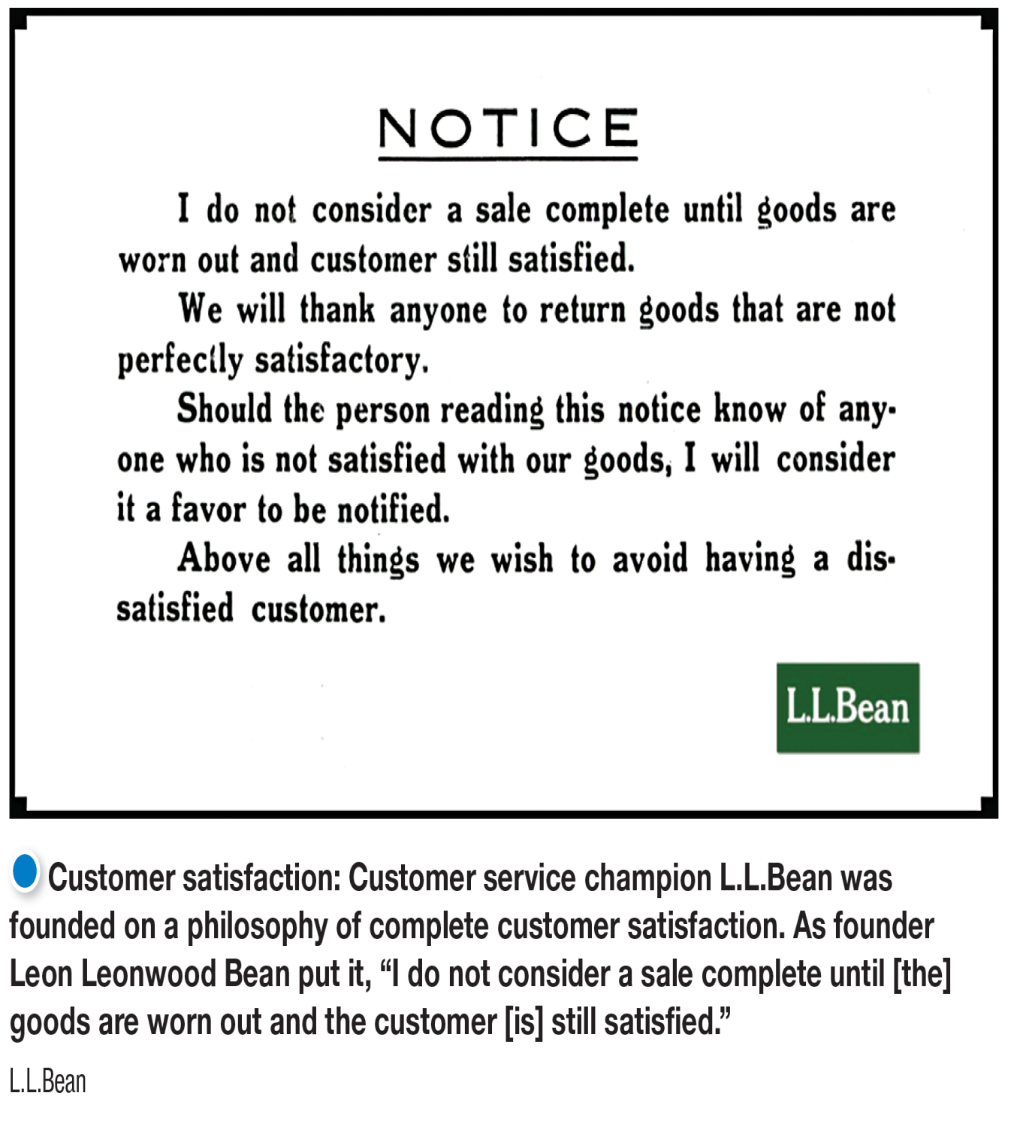 NOTICE
I do not consider a sale complete until goods are
worn out and customer still satisfied.
We will thank anyone to return goods that are not
perfectly satisfactory.
Should the person reading this notice know of any-
one who is not satisfied with our goods, I will consider
it a favor to be notified.
Above all things we wish to avoid having a dis-
satisfied customer.
L.L.Bean
Customer satisfaction: Customer service champion L.L.Bean was
founded on a philosophy of complete customer satisfaction. As founder
Leon Leonwood Bean put it, “I do not consider a sale complete until [the]
goods are worn out and the customer [is] still satisfied.”
L.L.Bean